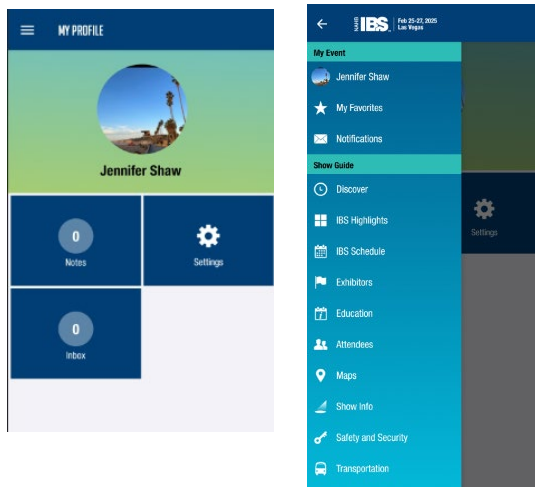 MY PROFILE
Jennifer Shaw
0
Notes
Settings
0
Inbox
NAHB IBS Feb 25-27, 2025
Las Vegas
My Event
Jennifer Shaw
My Favorites
Notifications
Show Guide
Discover
IBS Highlights
Settings
IBS Schedule
Exhibitors
7 Education
Attendees
Maps
Show Info
Safety and Security
Transportation